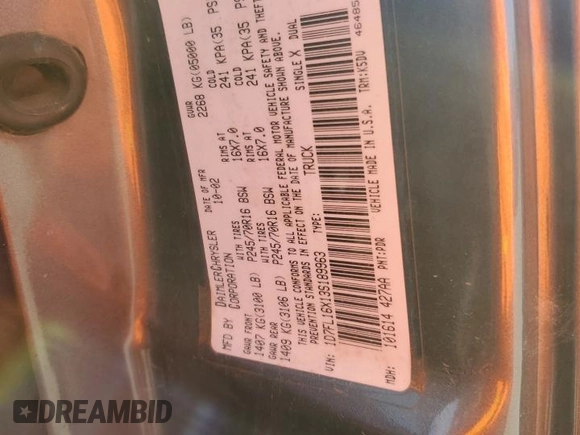 MFD BY DAIMLERCHRYSLER CORPORATION
DATE OF MFR 10-02
GVWR 2268 KG(05000 LB)
GAWR FRONT WITH TIRES RIMS AT COLD
1407 KG(3100 LB) P245/70R16 BSW 16X7.0 241 KPA(35 PS
GAWR REAR WITH TIRES RIMS AT COLD
1409 KG(3106 LB) P245/70R16 BSW 16X7.0 241 KPA(35 PS
THIS VEHICLE CONFORMS TO ALL APPLICABLE FEDERAL MOTOR VEHICLE SAFETY AND THEFT
PREVENTION STANDARDS IN EFFECT ON THE DATE OF MANUFACTURE SHOWN ABOVE.
VIN: 1D7FL16X13S189963 TRUCK SINGLE X DUAL
VEHICLE MADE IN U.S.A. 46485
MDH: 101614 427AA PNT:PDR TRM:K5DV
DREAMBID